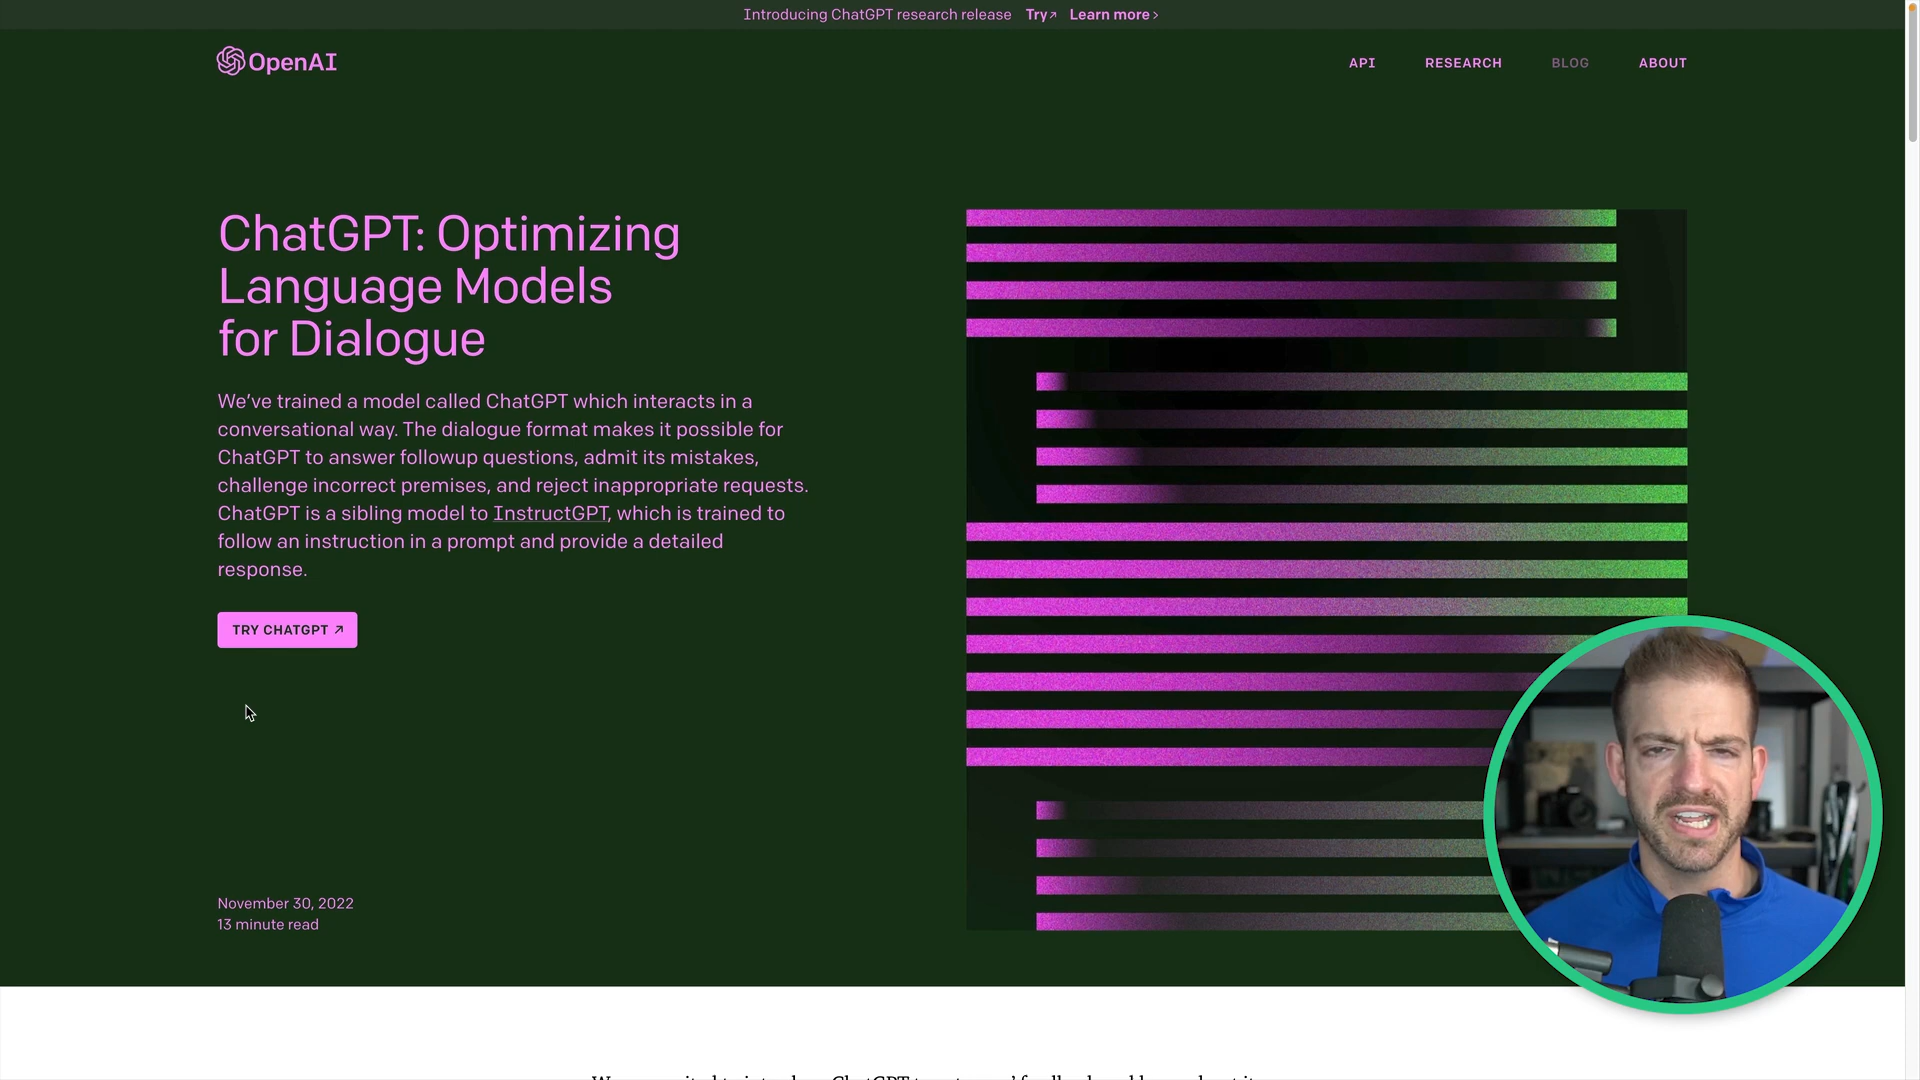 Introducing ChatGPT research release Try↗ Learn more ›
OpenAI
API RESEARCH BLOG ABOUT
ChatGPT: Optimizing
Language Models
for Dialogue
We’ve trained a model called ChatGPT which interacts in a
conversational way. The dialogue format makes it possible for
ChatGPT to answer followup questions, admit its mistakes,
challenge incorrect premises, and reject inappropriate requests.
ChatGPT is a sibling model to InstructGPT, which is trained to
follow an instruction in a prompt and provide a detailed
response.
TRY CHATGPT ↗
November 30, 2022
13 minute read